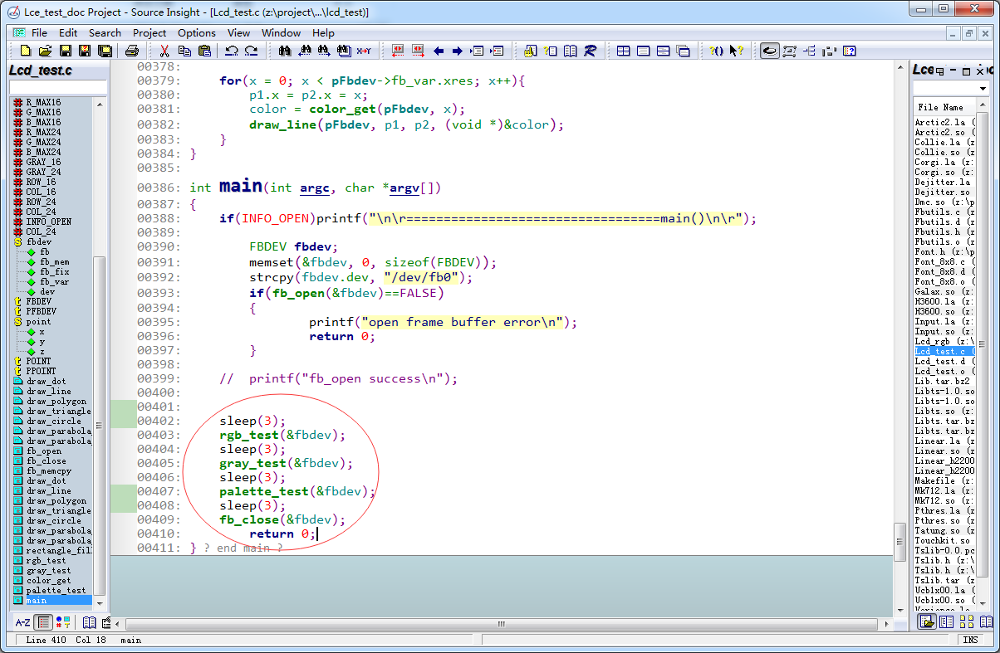 Lce_test_doc Project - Source Insight - [Lcd_test.c (z:\project\...\lcd_test)]
File Edit Search Project Options View Window Help
Lcd_test.c
R_MAX16
G_MAX16
B_MAX16
R_MAX24
G_MAX24
B_MAX24
GRAY_16
GRAY_24
ROW_16
COL_16
ROW_24
COL_24
INFO_OPEN
COL_24
fbdev
fb
fb_mem
fb_fix
fb_var
dev
FBDEV
PFBDEV
point
x
y
z
POINT
PPOINT
draw_dot
draw_line
draw_polygon
draw_triangle
draw_circle
draw_parabola
draw_parabola
fb_open
fb_close
fb_memcpy
draw_dot
draw_line
draw_polygon
draw_triangle
draw_circle
draw_parabola
draw_parabola
rectangle_fill
rgb_test
gray_test
color_get
palette_test
main
A-Z
00378:
00379: for(x = 0; x < pFbdev->fb_var.xres; x++){
00380: p1.x = p2.x = x;
00381: color = color_get(pFbdev, x);
00382: draw_line(pFbdev, p1, p2, (void *)&color);
00383: }
00384: }
00385:
00386: int main(int argc, char *argv[])
00387: {
00388: if(INFO_OPEN)printf("\n\r==================================main()\n\r");
00389:
00390: FBDEV fbdev;
00391: memset(&fbdev, 0, sizeof(FBDEV));
00392: strcpy(fbdev.dev, "/dev/fb0");
00393: if(fb_open(&fbdev)==FALSE)
00394: {
00395: printf("open frame buffer error\n");
00396: return 0;
00397: }
00398:
00399: // printf("fb_open success\n");
00400:
00401:
00402: sleep(3);
00403: rgb_test(&fbdev);
00404: sleep(3);
00405: gray_test(&fbdev);
00406: sleep(3);
00407: palette_test(&fbdev);
00408: sleep(3);
00409: fb_close(&fbdev);
00410: return 0;
00411: } ? end main ?
Lce
File Name
Arctic2.la (z
Arctic2.so (z
Collie.la (z:
Collie.so (z:
Corgi.la (z:
Corgi.so (z:
Dejitter.la
Dejitter.so
Dmc.so (z:\p
Fbutils.c (z
Fbutils.d (z
Fbutils.h (z
Fbutils.o (z
Font.h (z:\p
Font_8x8.c (
Font_8x8.d (
Font_8x8.o (
Galax.so (z:
H3600.la (z:
H3600.so (z:
Input.la (z:
Input.so (z:
Lcd_rgb (z:\
Lcd_test.c (
Lcd_test.d (
Lcd_test.o (
Lib.tar.bz2
Libts-1.0.so
Libts-1.0.so
Libts.so (z:
Libts.tar.bz
Libts.tar.bz
Linear.la (z
Linear.so (z
Linear_h2200
Linear_h2200
Makefile (z:
Mk712.la (z:
Mk712.so (z:
Pthres.la (z
Pthres.so (z
Tatung.so (z
Touchkit.so
Tslib-0.0.pc
Tslib.h (z:\
Tslib.h (z:\
Tslib.tar (z
Ucb1x00.la (
Ucb1x00.so (
Line 410 Col 18 main
INS